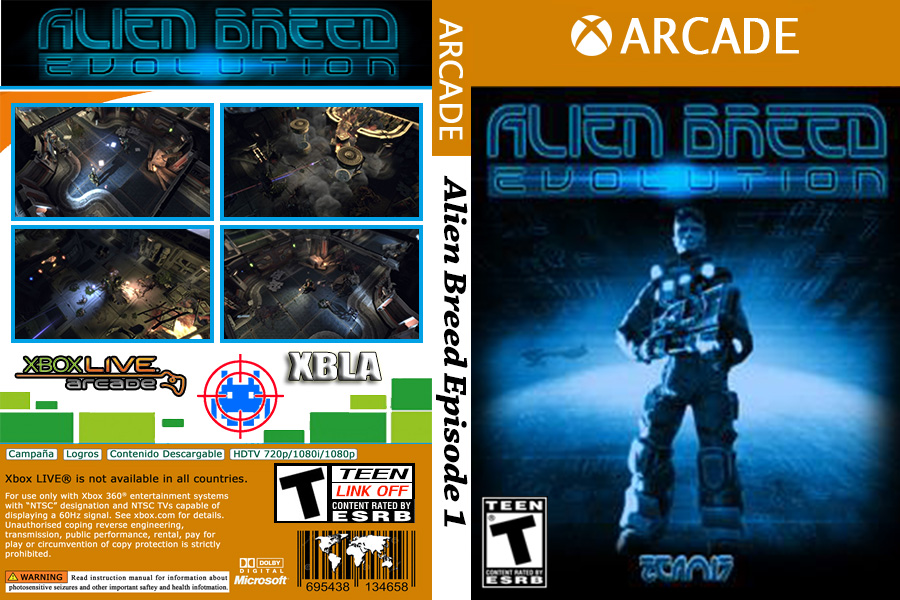 ALIEN BREED
EVOLUTION
XBOX LIVE
arcade
XBLA
Campaña
Logros
Contenido Descargable
HDTV 720p/1080i/1080p
Xbox LIVE® is not available in all countries.
For use only with Xbox 360® entertainment systems
with “NTSC” designation and NTSC TVs capable of
displaying a 60Hz signal. See xbox.com for details.
Unauthorised coping reverse engineering,
transmission, public performance, rental, pay for
play or circumvention of copy protection is strictly
prohibited.
WARNING Read instruction manual for information about
photosensitive seizures and other important saftey and health infotmation.
TEEN
T
LINK OFF
CONTENT RATED BY
ESRB
DOLBY
DIGITAL
Microsoft
695438 134658
ARCADE
Alien Breed Episode 1
ARCADE
ALIEN BREED
EVOLUTION
TEEN
T
CONTENT RATED BY
ESRB
TEAM17